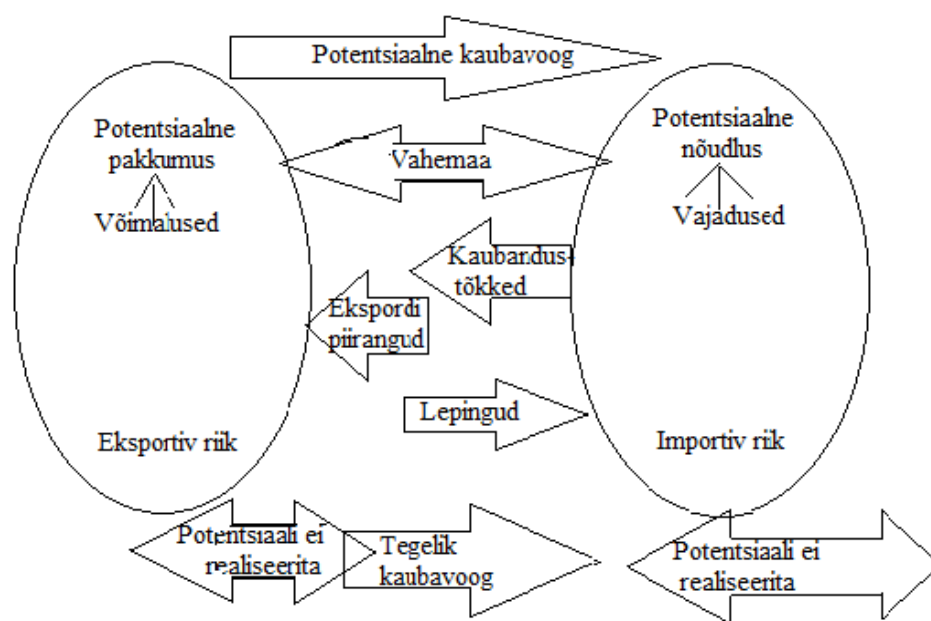 Potentsiaalne kaubavoog
Potentsiaalne
pakkumus
Võimalused
Vahemaa
Potentsiaalne
nõudlus
Vajadused
Kaubandus-
tõkked
Ekspordi
piirangud
Lepingud
Eksportiv riik
Importiv riik
Potentsiaali ei
realiseerita
Tegelik
kaubavoog
Potentsiaali ei
realiseerita